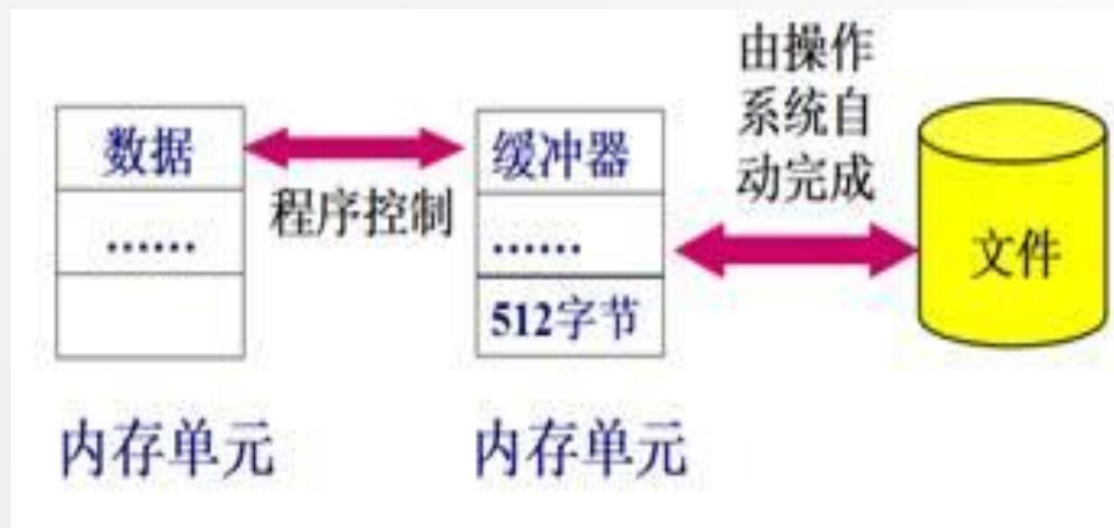 数据
……
程序控制
缓冲器
……
512字节
由操作
系统自
动完成
文件
内存单元
内存单元